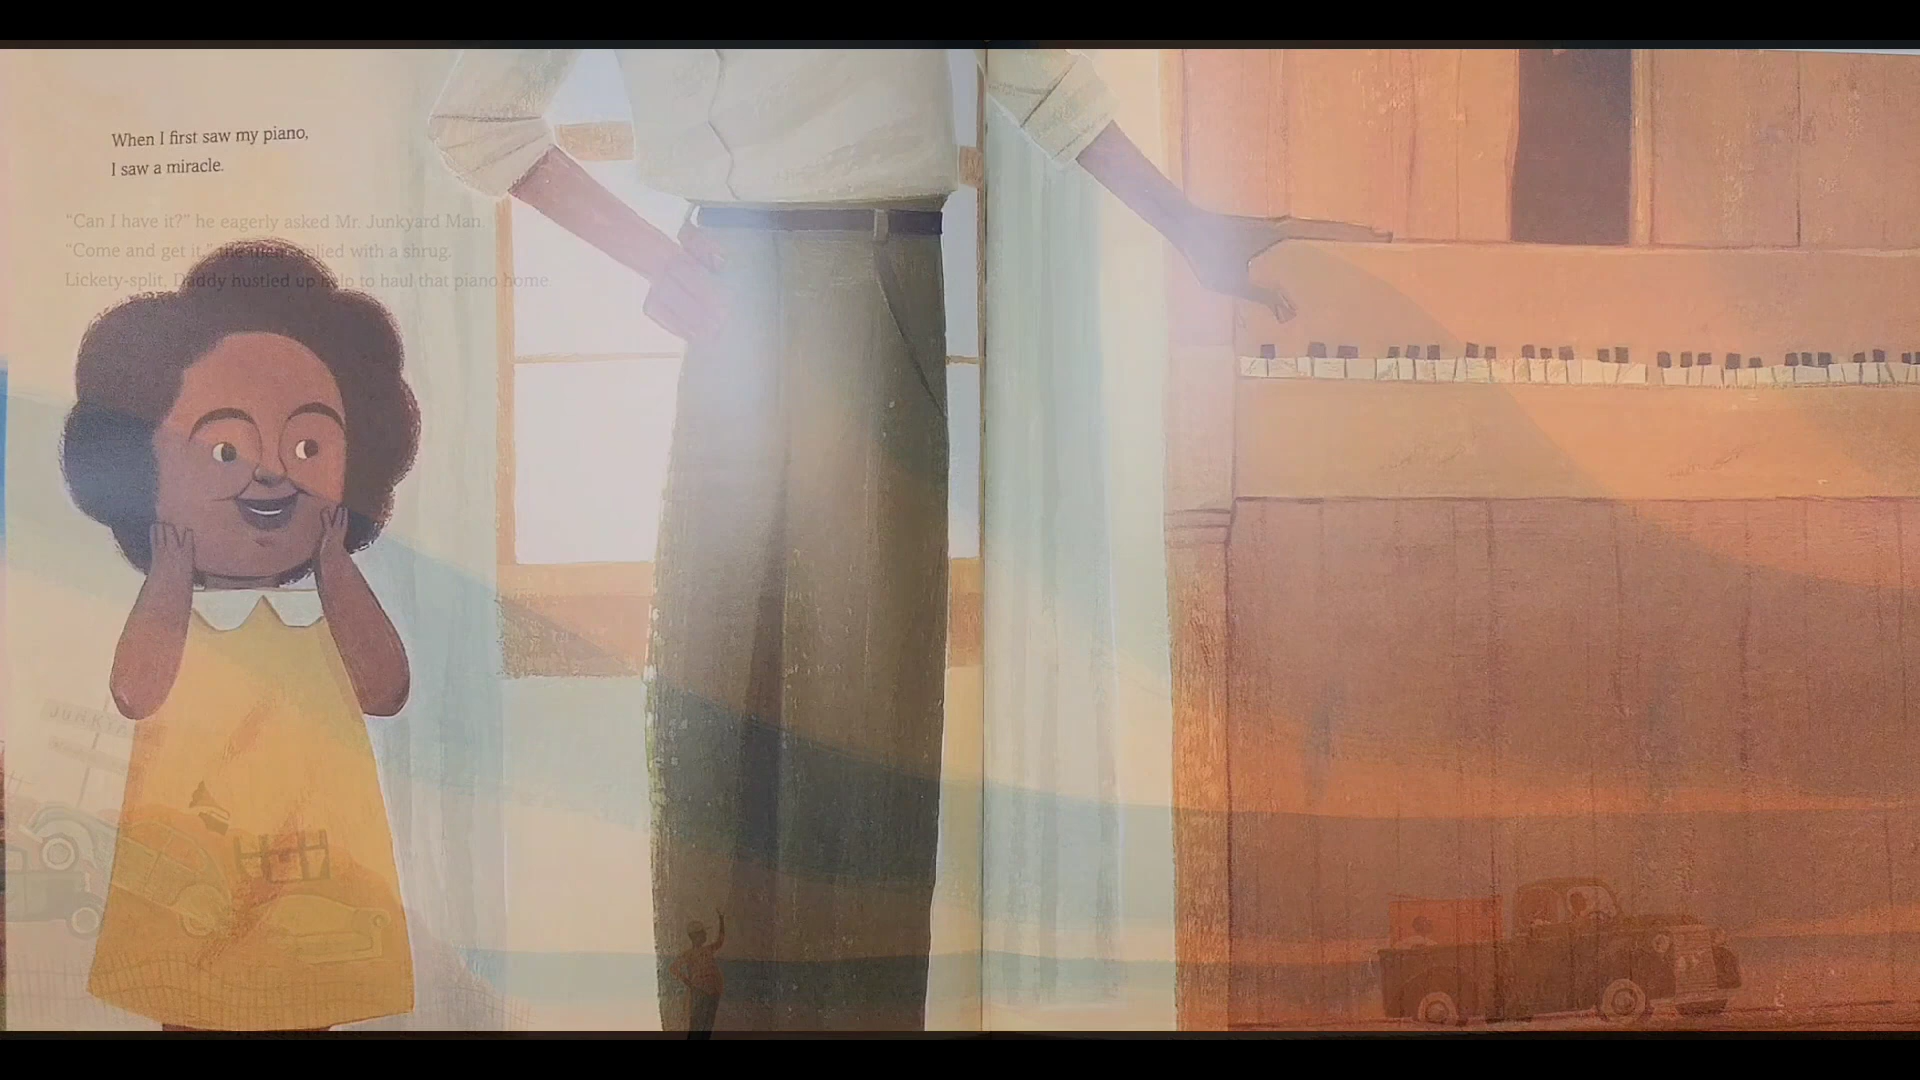 When I first saw my piano,
I saw a miracle.
"Can I have it?" he eagerly asked Mr. Junkyard Man.
"Come and get it," the man replied with a shrug.
Lickety-split, Daddy hustled up help to haul that piano home.